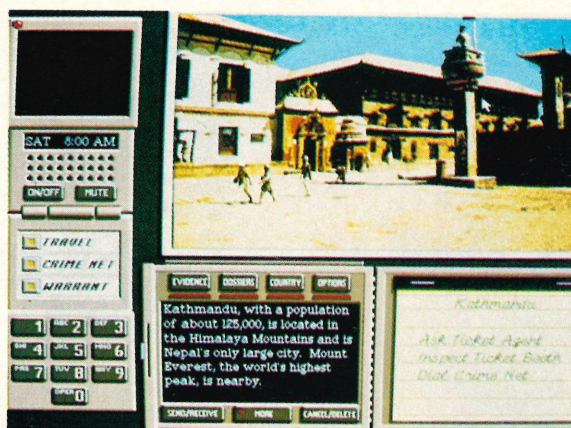 SAT 8:00 AM
ON/OFF MUTE
TRAVEL
CRIME NET
WARRANT
1 ABC 2 DEF 3
GHI 4 JKL 5 MNO 6
PRS 7 TUV 8 WXY 9
OPER 0
EVIDENCE DOSSIERS COUNTRY OPTIONS
Kathmandu, with a population
of about 125,000, is located in
the Himalaya Mountains and is
Nepal's only large city. Mount
Everest, the world's highest
peak, is nearby.
SEND/RECEIVE MORE CANCEL/DELETE
Kathmandu
Ask Ticket Agent
Inspect Ticket Booth
Dial Crime Net